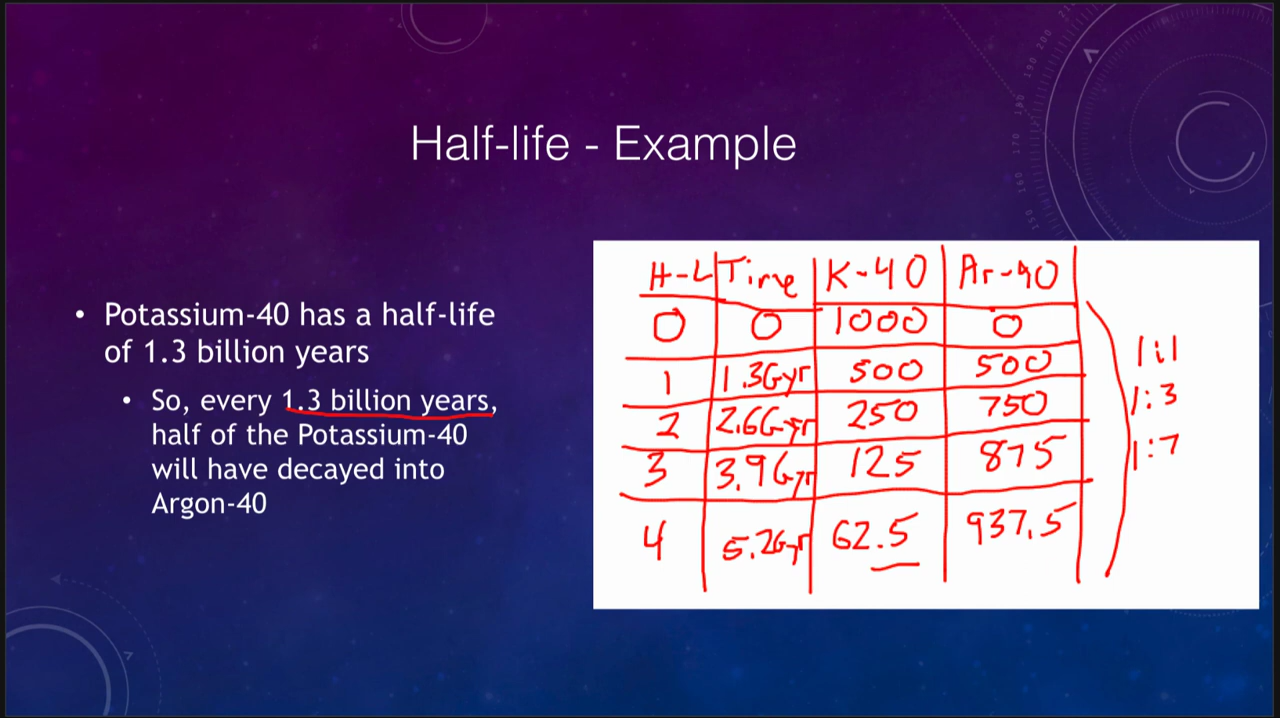 Half-life - Example
• Potassium-40 has a half-life
of 1.3 billion years
• So, every 1.3 billion years,
half of the Potassium-40
will have decayed into
Argon-40
H-L Time K-40 Ar-40
0 0 1000 0
1 1.3Gyr 500 500
2 2.6Gyr 250 750
3 3.9Gyr 125 875
4 5.2Gyr 62.5 937.5
1:1
1:3
1:7